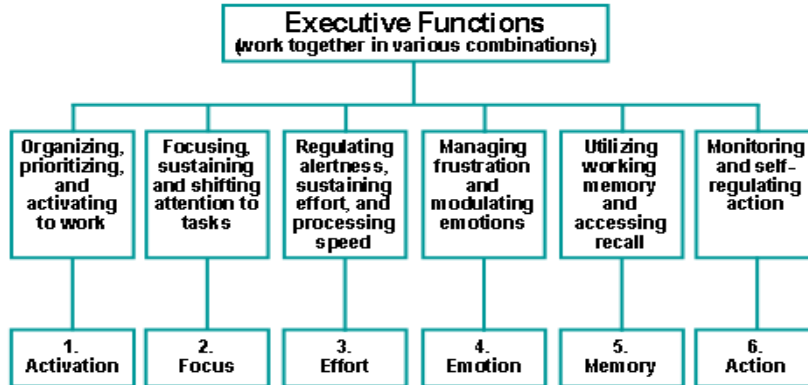 Executive Functions
(work together in various combinations)
Organizing,
prioritizing,
and
activating
to work
Focusing,
sustaining
and shifting
attention to
tasks
Regulating
alertness,
sustaining
effort, and
processing
speed
Managing
frustration
and
modulating
emotions
Utilizing
working
memory
and
accessing
recall
Monitoring
and self-
regulating
action
1.
Activation
2.
Focus
3.
Effort
4.
Emotion
5.
Memory
6.
Action